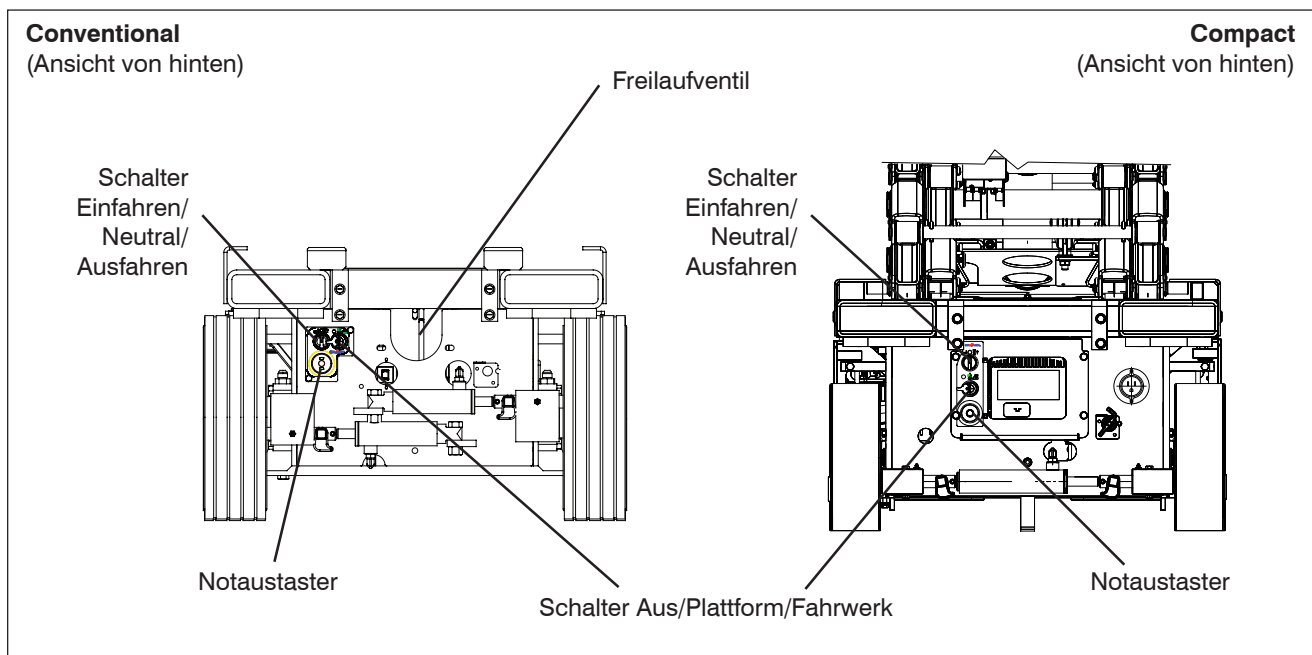 Conventional
(Ansicht von hinten)
Compact
(Ansicht von hinten)
Freilaufventil
Schalter
Einfahren/
Neutral/
Ausfahren
Schalter
Einfahren/
Neutral/
Ausfahren
Notaustaster
Schalter Aus/Plattform/Fahrwerk
Notaustaster